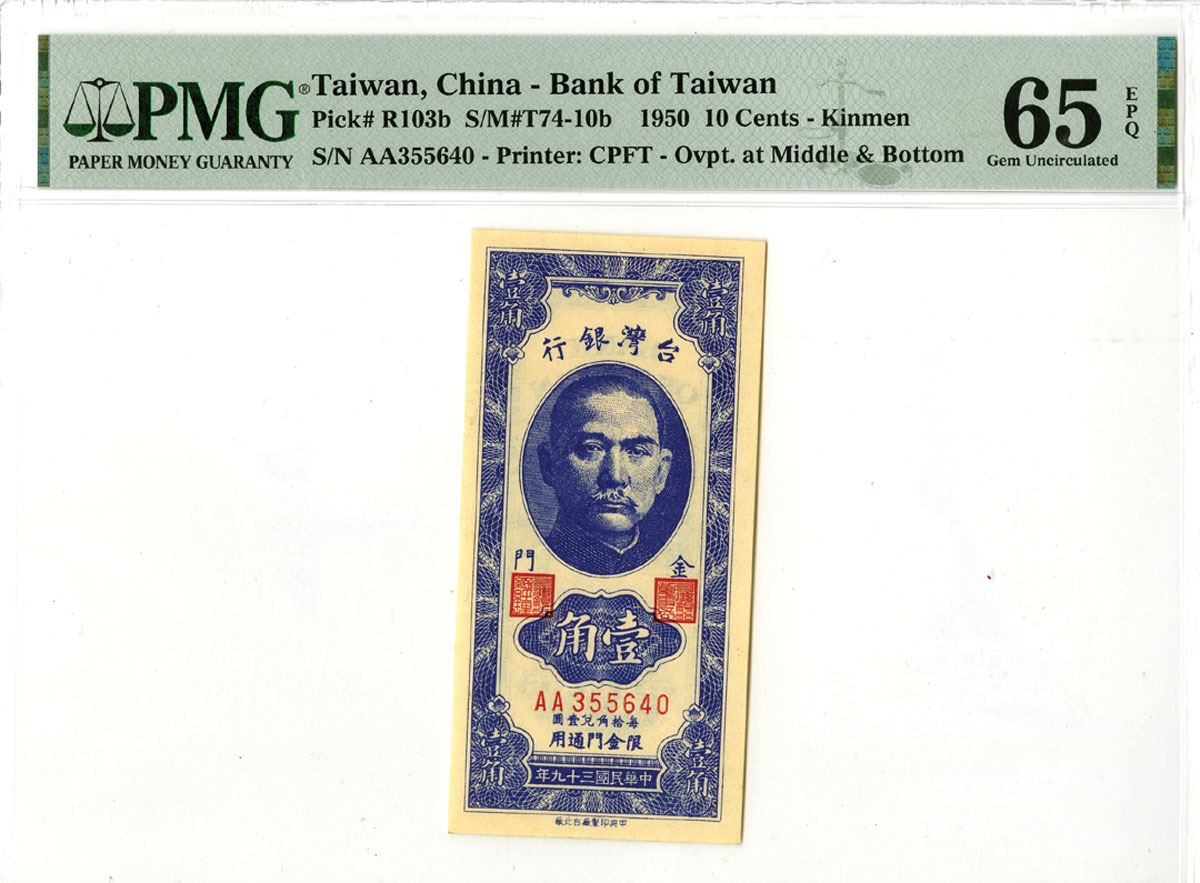 PMG®
PAPER MONEY GUARANTY
Taiwan, China - Bank of Taiwan
Pick# R103b S/M#T74-10b 1950 10 Cents - Kinmen
S/N AA355640 - Printer: CPFT - Ovpt. at Middle & Bottom
65 EPQ
Gem Uncirculated
壹角
壹角
台灣銀行
金門
壹角
AA355640
每拾角兌壹圓
限金門通用
壹角
壹角
中華民國三十九年
中央印製廠台北廠